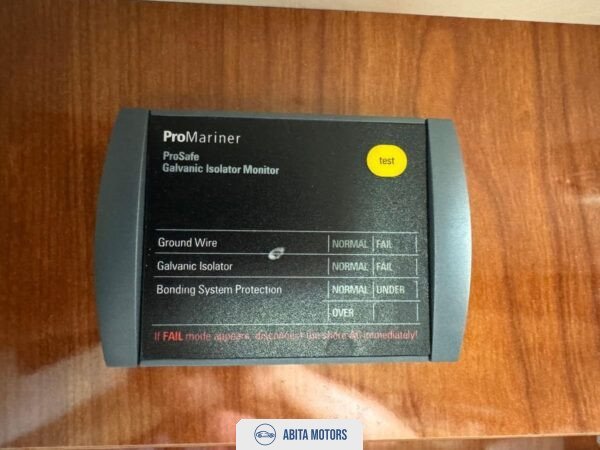 ProMariner
ProSafe
Galvanic Isolator Monitor
test
Ground Wire NORMAL FAIL
Galvanic Isolator NORMAL FAIL
Bonding System Protection NORMAL UNDER
OVER
If FAIL mode appears, disconnect the shore AC immediately!
ABITA MOTORS